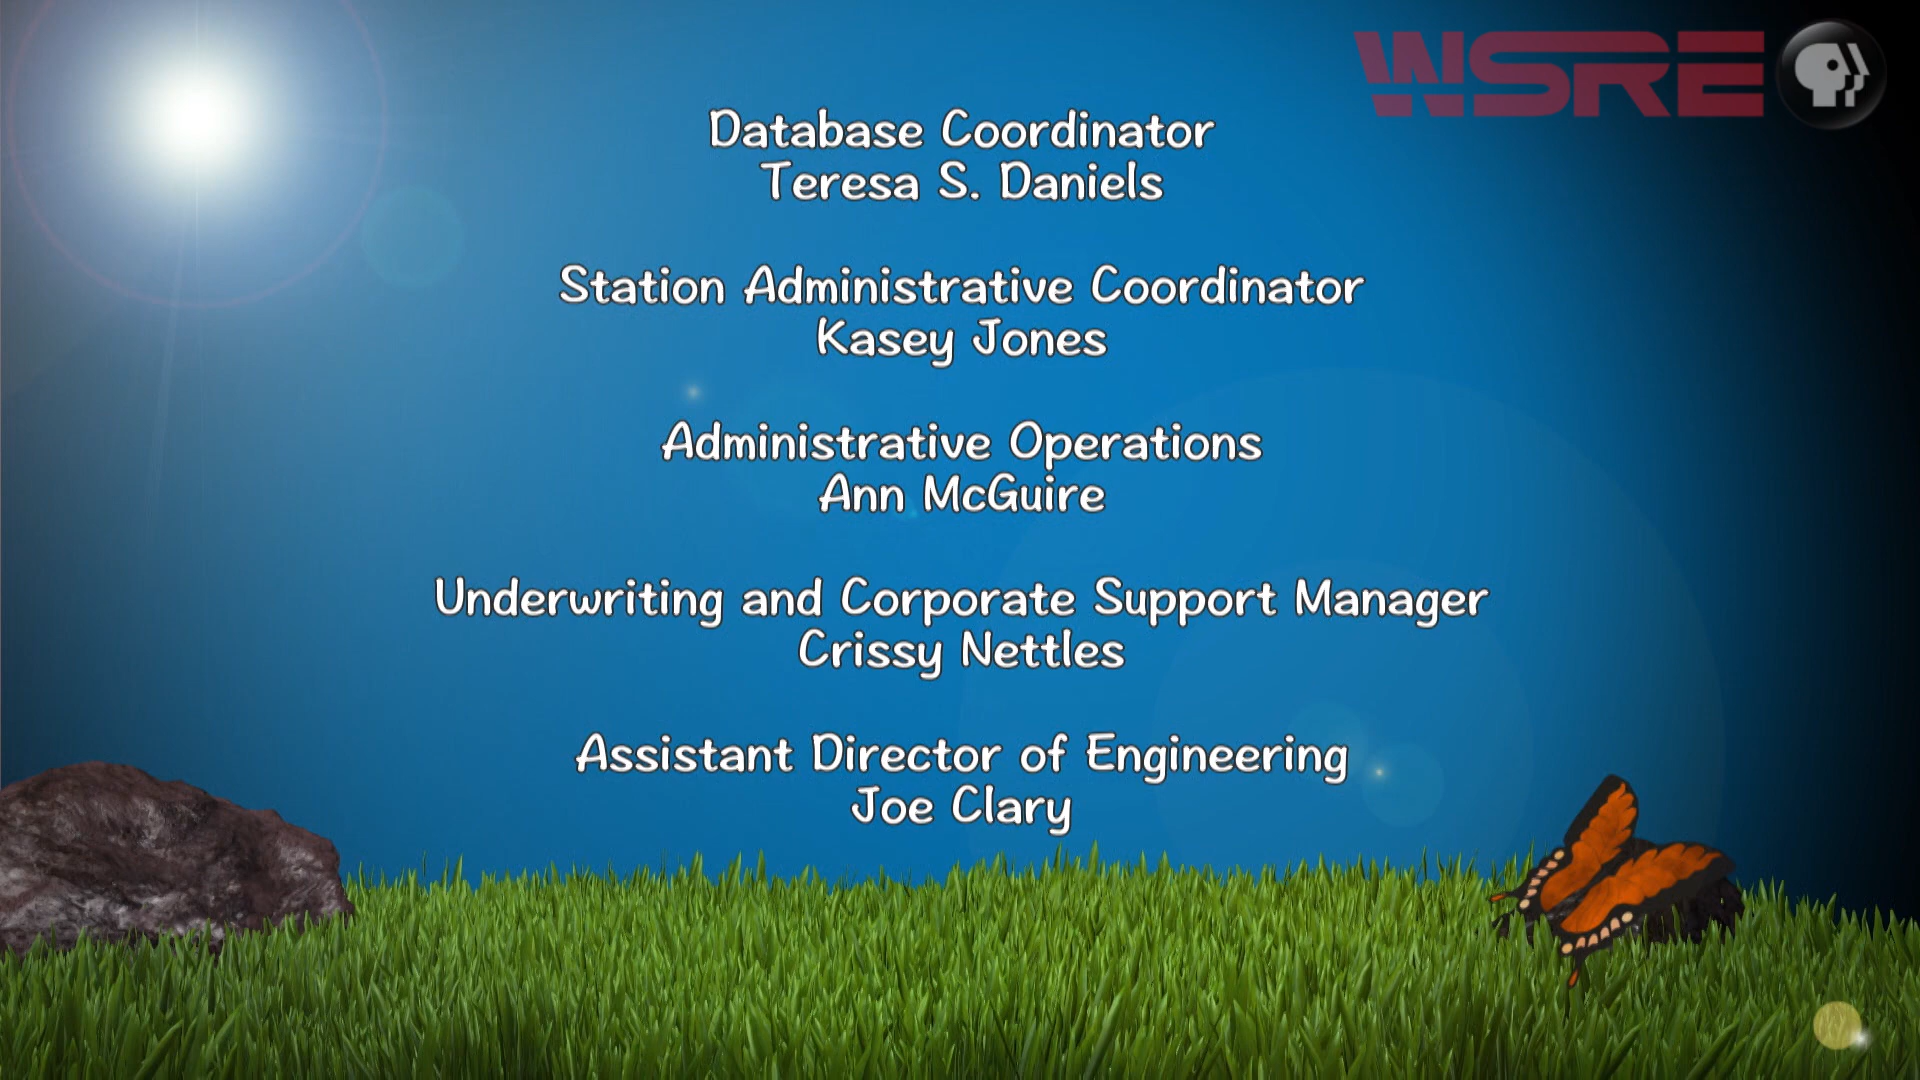 WSRE
Database Coordinator
Teresa S. Daniels
Station Administrative Coordinator
Kasey Jones
Administrative Operations
Ann McGuire
Underwriting and Corporate Support Manager
Crissy Nettles
Assistant Director of Engineering
Joe Clary